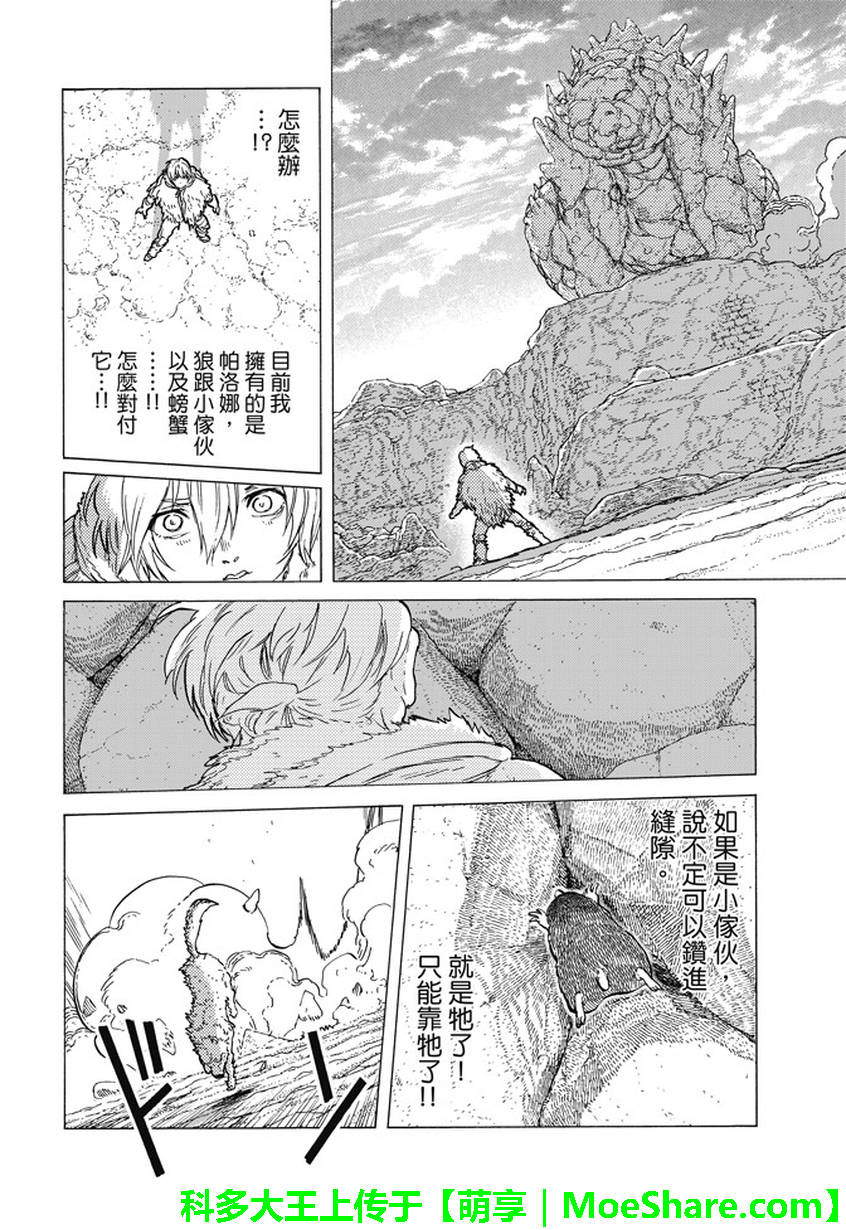 怎麼辦
…!?
目前我
擁有的是
帕洛娜，
狼跟小傢伙
以及螃蟹
……!!
怎麼對付
它…!!
如果是小傢伙，
說不定可以鑽進
縫隙。
就是牠了！
只能靠牠了!!
ドド
科多大王上传于【萌享｜MoeShare.com】